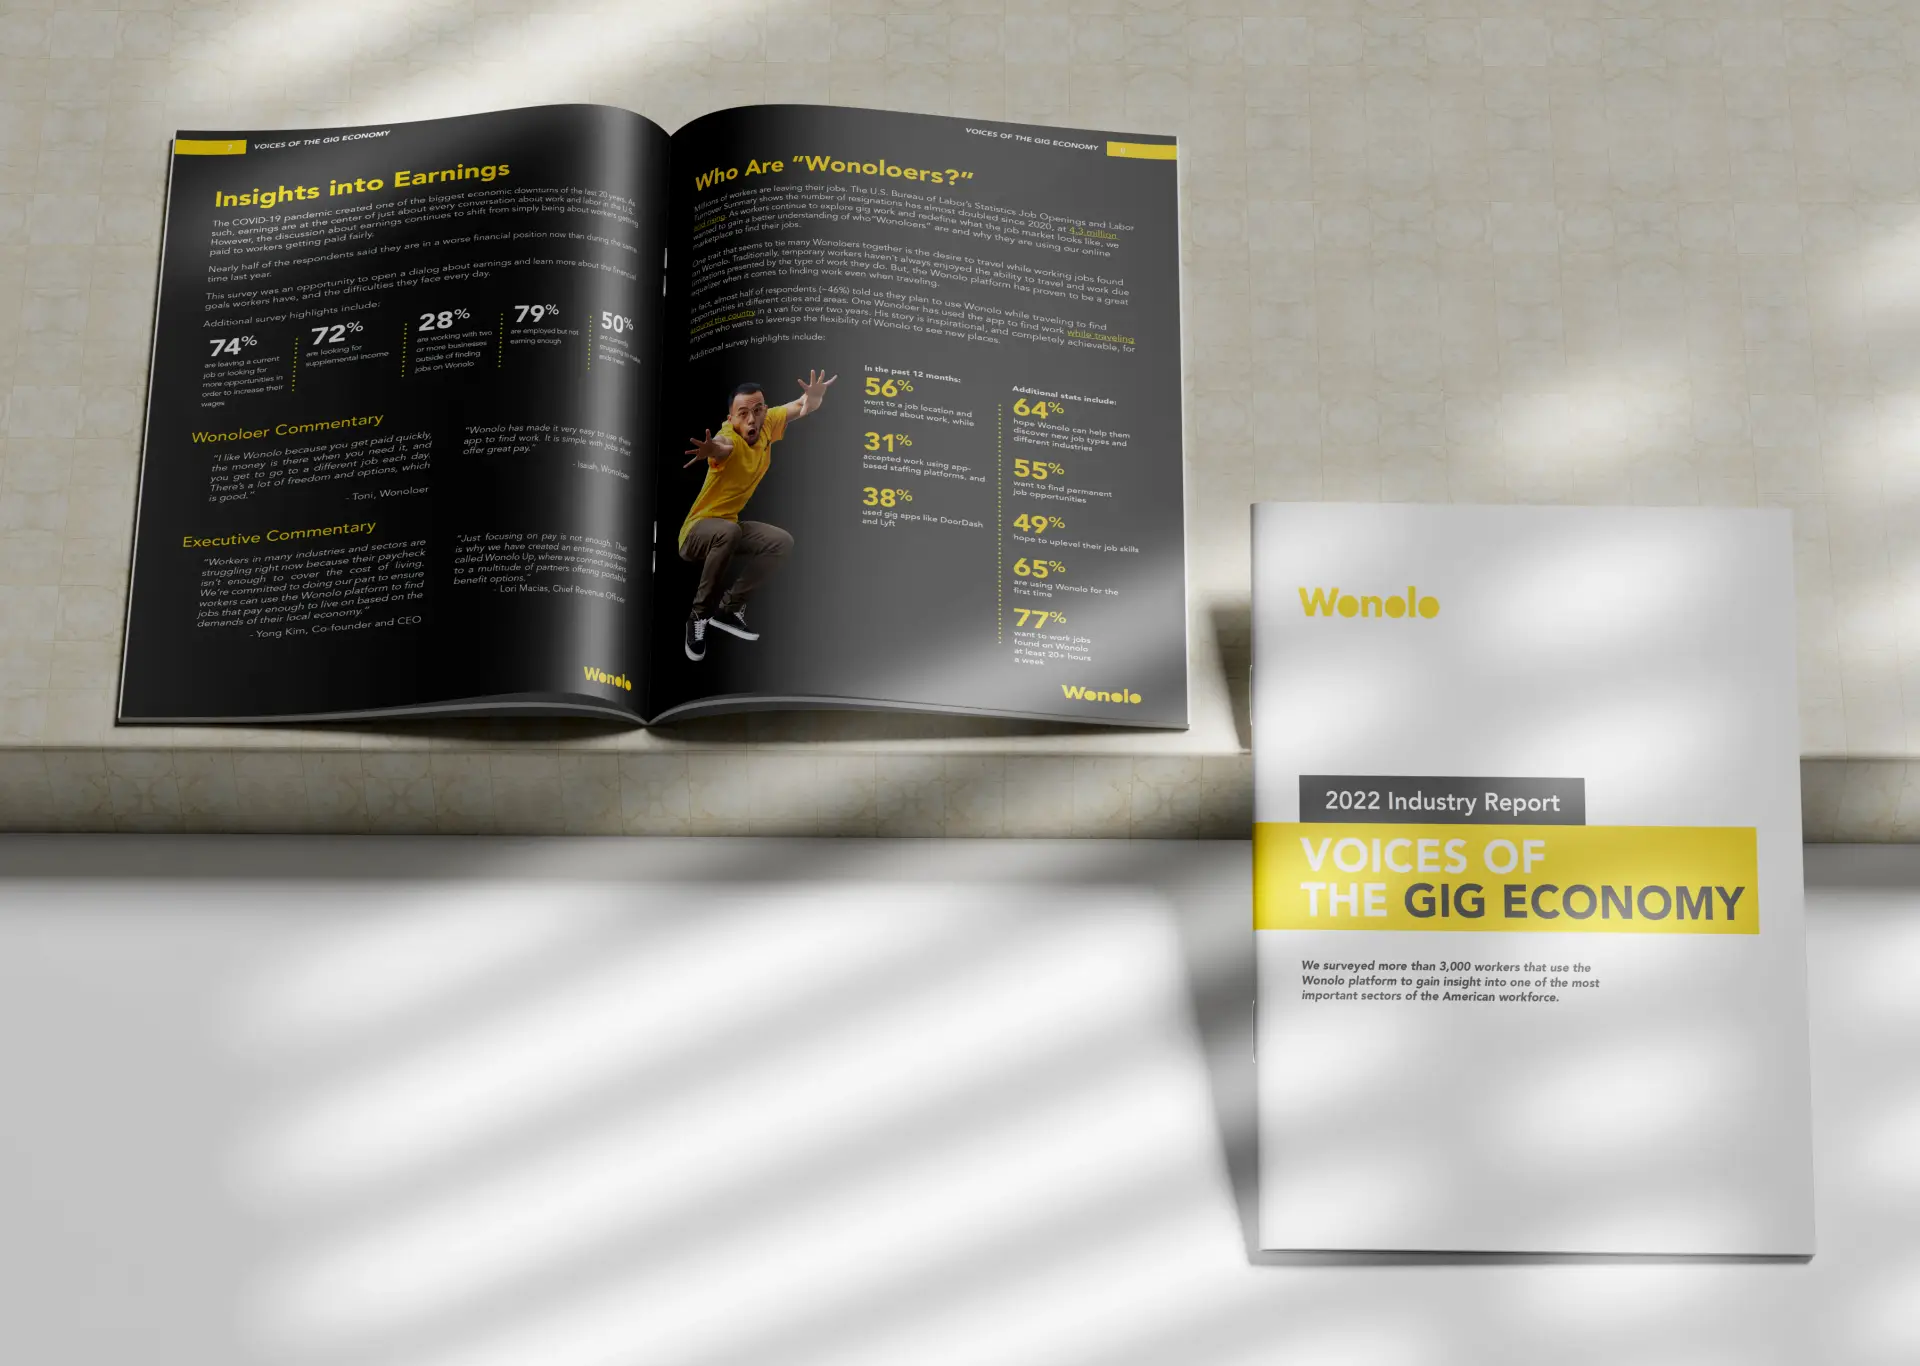 7
VOICES OF THE GIG ECONOMY
Insights into Earnings
The COVID-19 pandemic created one of the biggest economic downturns of the last 20 years. As
such, earnings are at the center of just about every conversation about work and labor in the U.S.
However, the discussion about earnings continues to shift from simply being about workers getting
paid to workers getting paid fairly.
Nearly half of the respondents said they are in a worse financial position now than during the same
time last year.
This survey was an opportunity to open a dialog about earnings and learn more about the financial
goals workers have, and the difficulties they face every day.
Additional survey highlights include:
74%
are leaving a current
job or looking for
more opportunities in
order to increase their
wages
72%
are looking for
supplemental income
28%
are working with two
or more businesses
outside of finding
jobs on Wonolo
79%
are employed but not
earning enough
50%
are currently
struggling to make
ends meet
Wonoloer Commentary
"I like Wonolo because you get paid quickly,
the money is there when you need it, and
you get to go to a different job each day.
There's a lot of freedom and options, which
is good."
- Toni, Wonoloer
"Wonolo has made it very easy to use their
app to find work. It is simple with jobs that
offer great pay."
- Isaiah, Wonoloer
Executive Commentary
"Workers in many industries and sectors are
struggling right now because their paycheck
isn't enough to cover the cost of living.
We're committed to doing our part to ensure
workers can use the Wonolo platform to find
jobs that pay enough to live on based on the
demands of their local economy."
- Yong Kim, Co-founder and CEO
"Just focusing on pay is not enough. That
is why we have created an entire ecosystem
called Wonolo Up, where we connect workers
to a multitude of partners offering portable
benefit options."
- Lori Macias, Chief Revenue Officer
Wonolo
VOICES OF THE GIG ECONOMY
Who Are "Wonoloers?"
Millions of workers are leaving their jobs. The U.S. Bureau of Labor's Statistics Job Openings and Labor
Turnover Summary shows the number of resignations has almost doubled since 2020, at 4.3 million
and rising. As workers continue to explore gig work and redefine what the job market looks like, we
wanted to gain a better understanding of who "Wonoloers" are and why they are using our online
marketplace to find their jobs.
One trait that seems to tie many Wonoloers together is the desire to travel while working jobs found
on Wonolo. Traditionally, temporary workers haven't always enjoyed the ability to travel and work due
limitations presented by the type of work they do. But, the Wonolo platform has proven to be a great
equalizer when it comes to finding work even when traveling.
In fact, almost half of respondents (~46%) told us they plan to use Wonolo while traveling to find
opportunities in different cities and areas. One Wonoloer has used the app to find work while traveling
around the country in a van for over two years. His story is inspirational, and completely achievable, for
anyone who wants to leverage the flexibility of Wonolo to see new places.
Additional survey highlights include:
In the past 12 months:
56%
went to a job location and
inquired about work, while
31%
accepted work using app-
based staffing platforms, and
38%
used gig apps like DoorDash
and Lyft
Additional stats include:
64%
hope Wonolo can help them
discover new job types and
different industries
55%
want to find permanent
job opportunities
49%
hope to uplevel their job skills
65%
are using Wonolo for the
first time
77%
want to work jobs
found on Wonolo
at least 20+ hours
a week
Wonolo
Wonolo
2022 Industry Report
VOICES OF
THE GIG ECONOMY
We surveyed more than 3,000 workers that use the
Wonolo platform to gain insight into one of the most
important sectors of the American workforce.